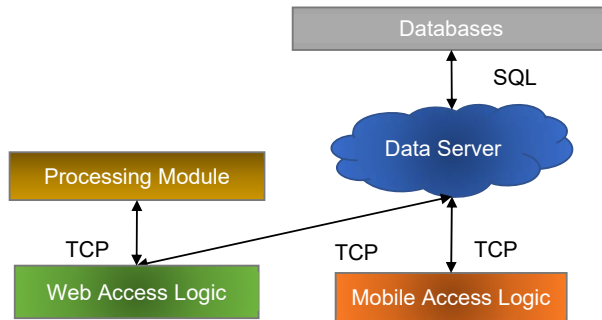 Databases
SQL
Data Server
Processing Module
TCP
TCP
TCP
Web Access Logic
Mobile Access Logic